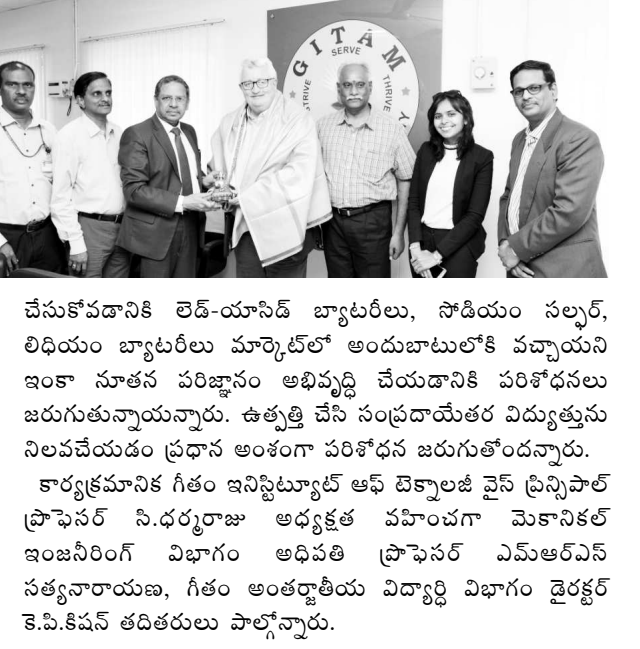 GITAM
STRIVE SERVE THRIVE
చేసుకోవడానికి లెడ్-యాసిడ్ బ్యాటరీలు, సోడియం సల్ఫర్,
లిధియం బ్యాటరీలు మార్కెట్‌లో అందుబాటులోకి వచ్చాయని
ఇంకా నూతన పరిజ్ఞానం అభివృద్ధి చేయడానికి పరిశోధనలు
జరుగుతున్నాయన్నారు. ఉత్పత్తి చేసి సంప్రదాయేతర విద్యుత్తును
నిలవచేయడం ప్రధాన అంశంగా పరిశోధన జరుగుతోందన్నారు.
కార్యక్రమానిక గీతం ఇనిస్టిట్యూట్ ఆఫ్ టెక్నాలజీ వైస్ ప్రిన్సిపాల్
ప్రొఫెసర్ సి.ధర్మరాజు అధ్యక్షత వహించగా మెకానికల్
ఇంజనీరింగ్ విభాగం అధిపతి ప్రొఫెసర్ ఎమ్ఆర్ఎస్
సత్యనారాయణ, గీతం అంతర్జాతీయ విద్యార్ధి విభాగం డైరక్టర్
కె.పి.కిషన్ తదితరులు పాల్గోన్నారు.